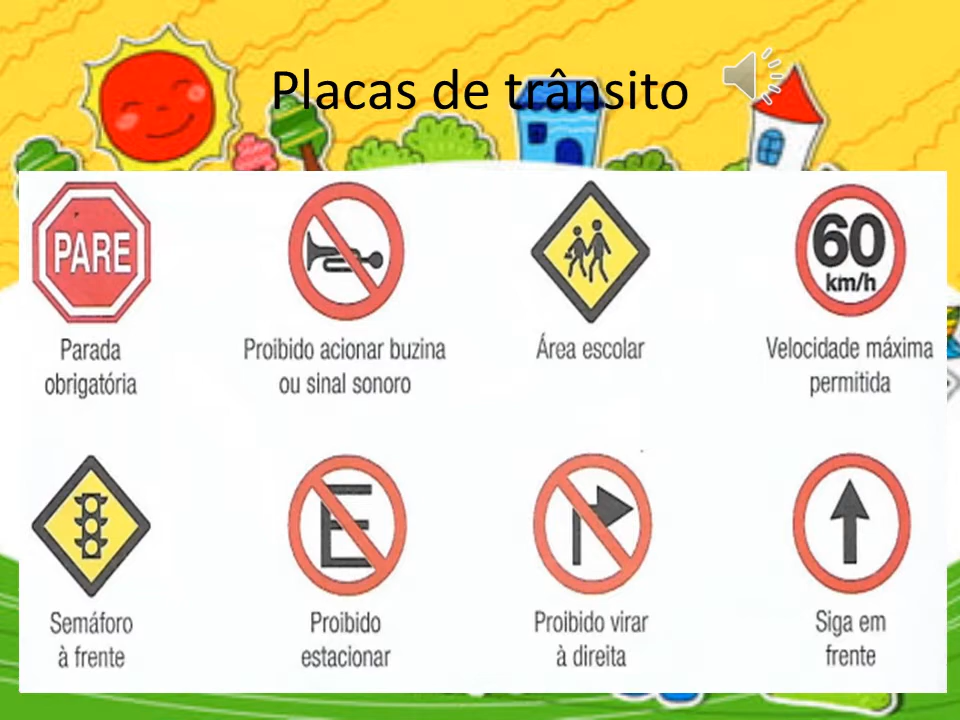 Placas de trânsito
PARE
60
km/h
Parada
obrigatória
Proibido acionar buzina
ou sinal sonoro
Área escolar
Velocidade máxima
permitida
E
Semáforo
à frente
Proibido
estacionar
Proibido virar
à direita
Siga em
frente